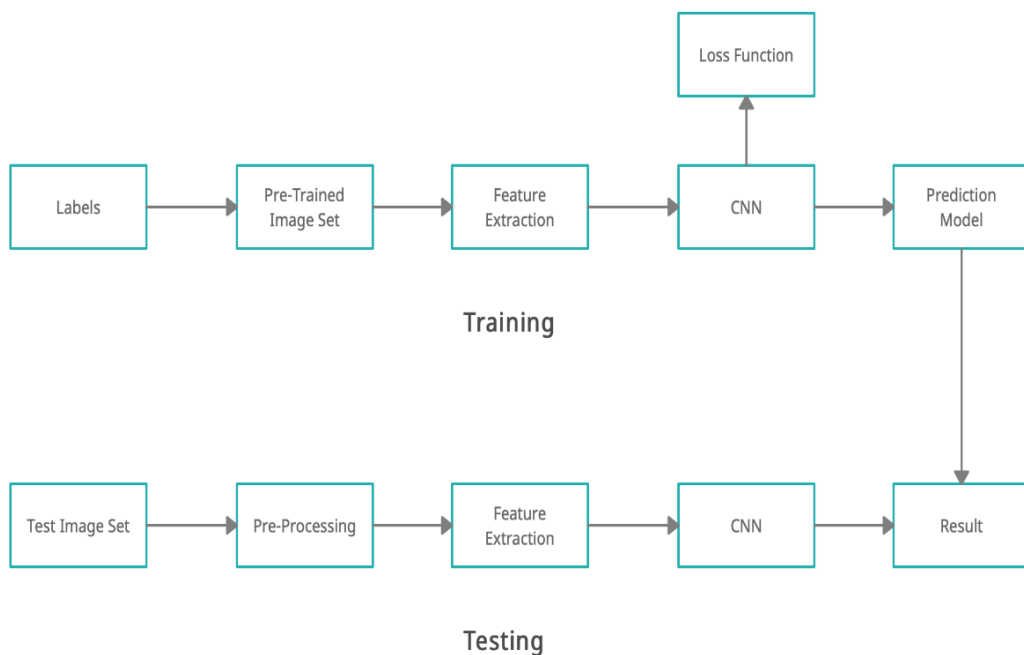 Loss Function
Labels
Pre-Trained
Image Set
Feature
Extraction
CNN
Prediction
Model
Training
Test Image Set
Pre-Processing
Feature
Extraction
CNN
Result
Testing